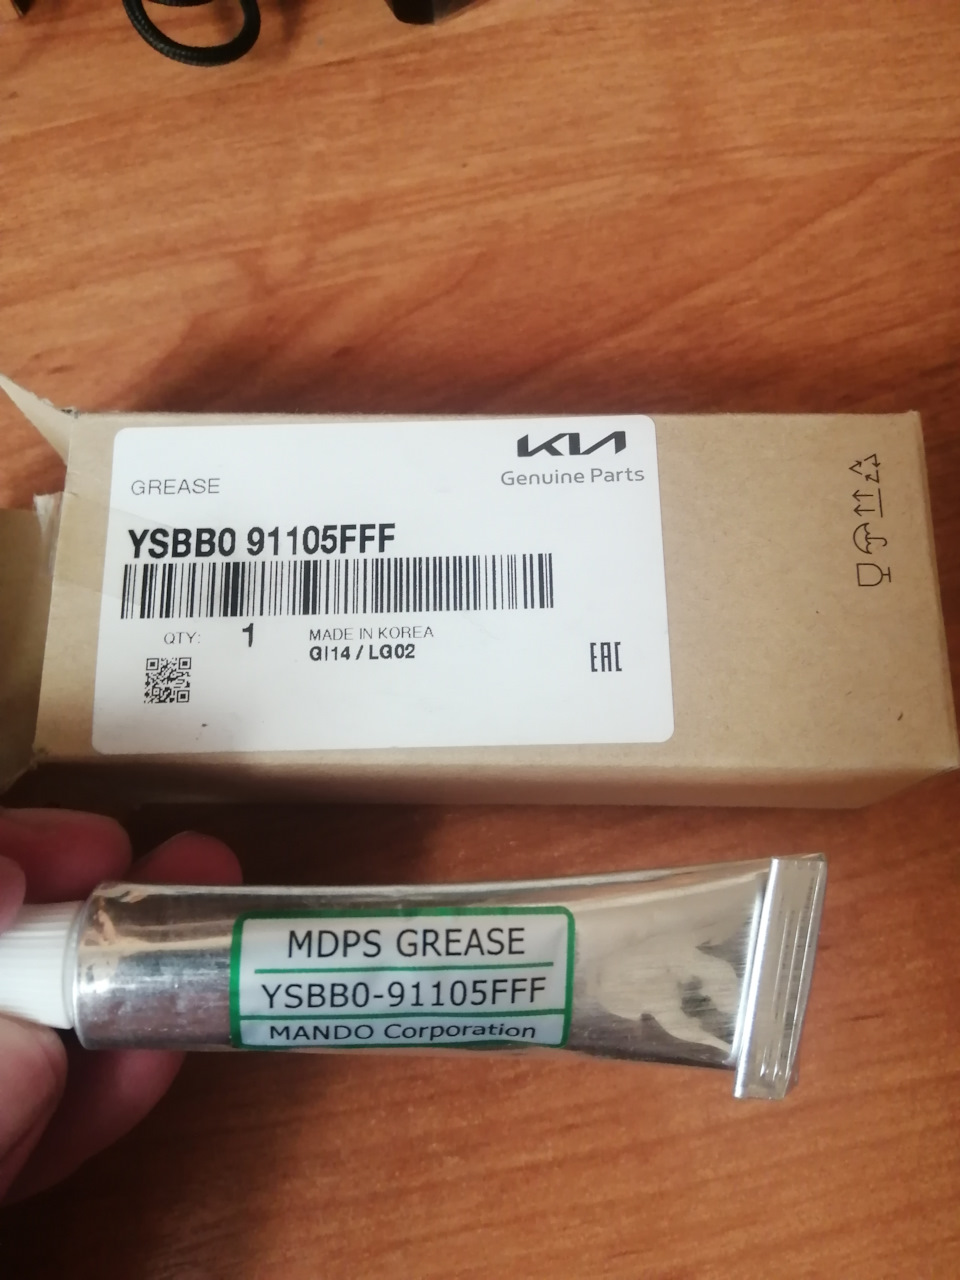 KIA
Genuine Parts
GREASE
YSBB0 91105FFF
QTY: 1 MADE IN KOREA
GI14 / LG02
EAC
MDPS GREASE
YSBB0-91105FFF
MANDO Corporation